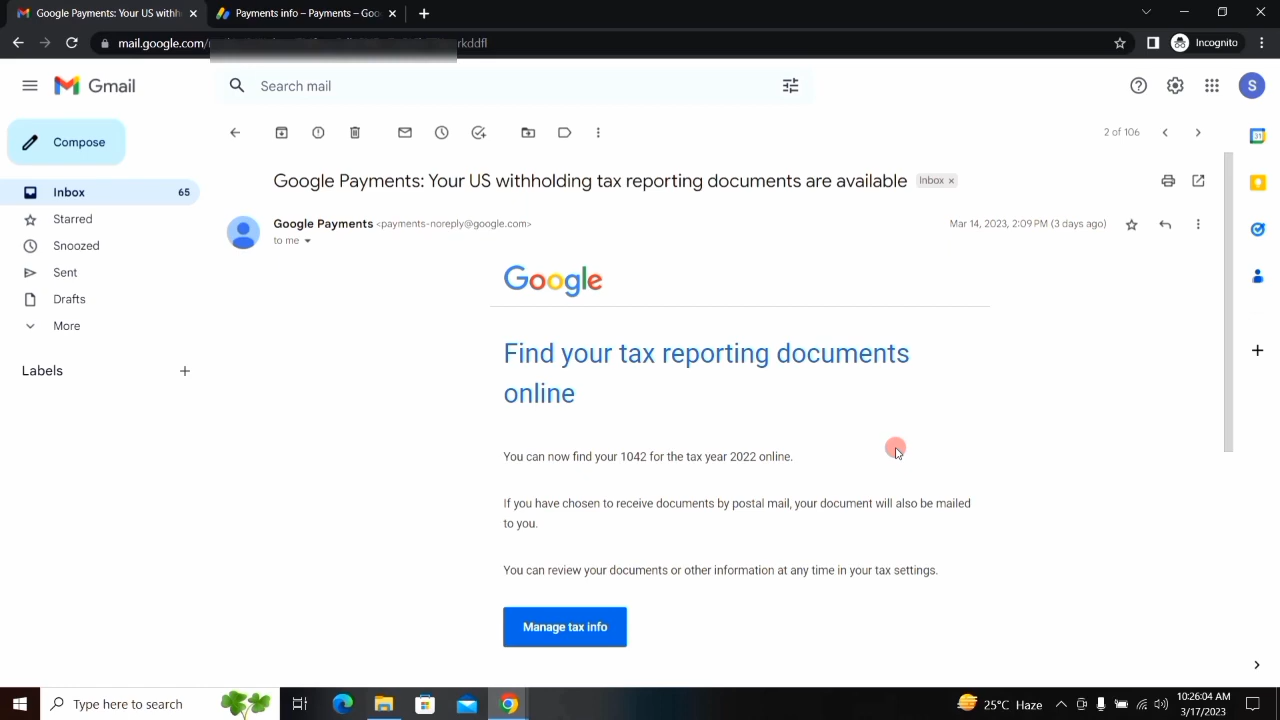 Gmail: Your US withh
Payments info – Goo
mail.google.com/
rkddfl
Incognito
Gmail
Search mail
S
Compose
2 of 106
31
Inbox
65
Starred
Snoozed
Sent
Drafts
More
Labels
Google Payments: Your US withholding tax reporting documents are available
Inbox ×
Google Payments <payments-noreply@google.com>
Mar 14, 2023, 2:09 PM (3 days ago)
to me
Google
Find your tax reporting documents
online
You can now find your 1042 for the tax year 2022 online.
If you have chosen to receive documents by postal mail, your document will also be mailed
to you.
You can review your documents or other information at any time in your tax settings.
Manage tax info
Type here to search
25°C Haze
10:26:04 AM
3/17/2023